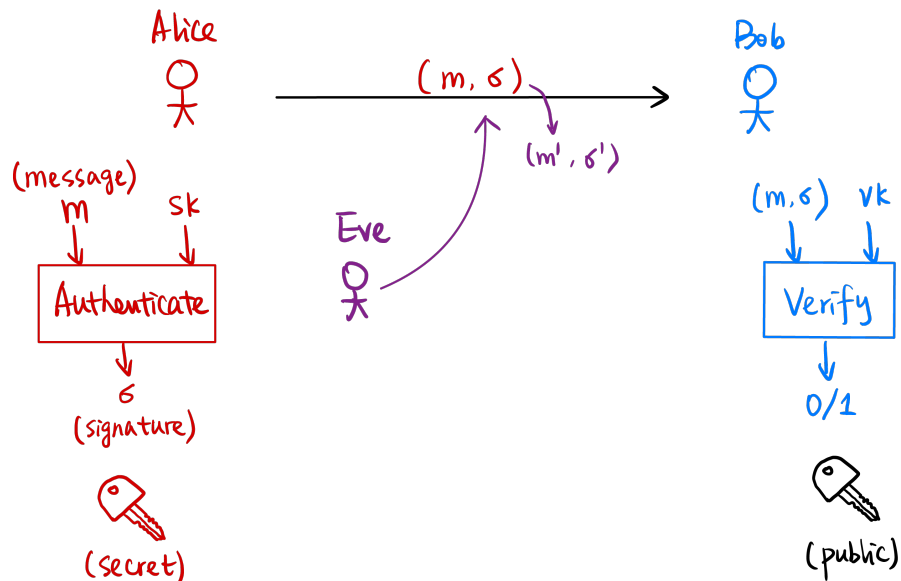 Alice
Bob
(m, σ)
(m', σ')
(message)
m
sk
Eve
(m, σ)
vk
Authenticate
Verify
σ
(signature)
0/1
(secret)
(public)